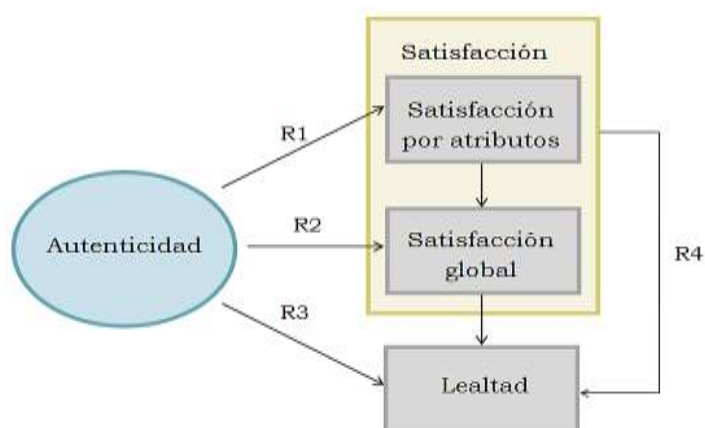 Satisfacción
Satisfacción
por atributos
R1
Autenticidad
R2
Satisfacción
global
R4
R3
Lealtad